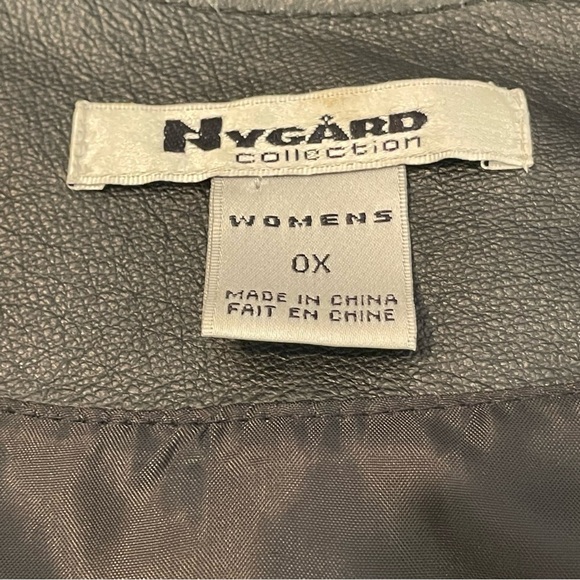 NYGÅRD
collection
WOMENS
0X
MADE IN CHINA
FAIT EN CHINE